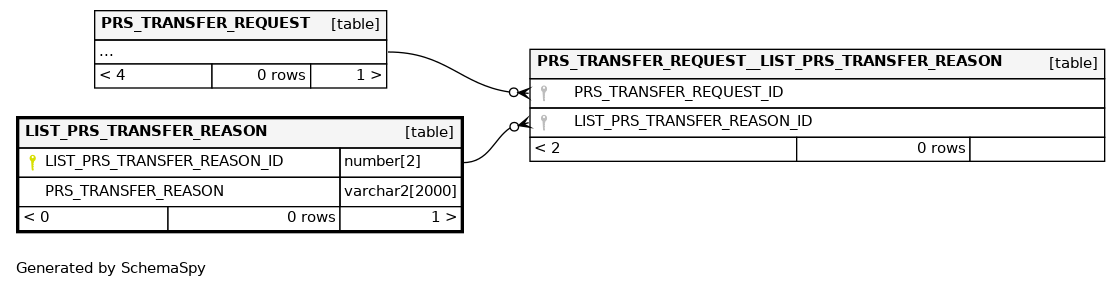 PRS_TRANSFER_REQUEST [table]
...
< 4 0 rows 1 >
LIST_PRS_TRANSFER_REASON [table]
LIST_PRS_TRANSFER_REASON_ID number[2]
PRS_TRANSFER_REASON varchar2[2000]
< 0 0 rows 1 >
PRS_TRANSFER_REQUEST__LIST_PRS_TRANSFER_REASON [table]
PRS_TRANSFER_REQUEST_ID
LIST_PRS_TRANSFER_REASON_ID
< 2 0 rows
Generated by SchemaSpy